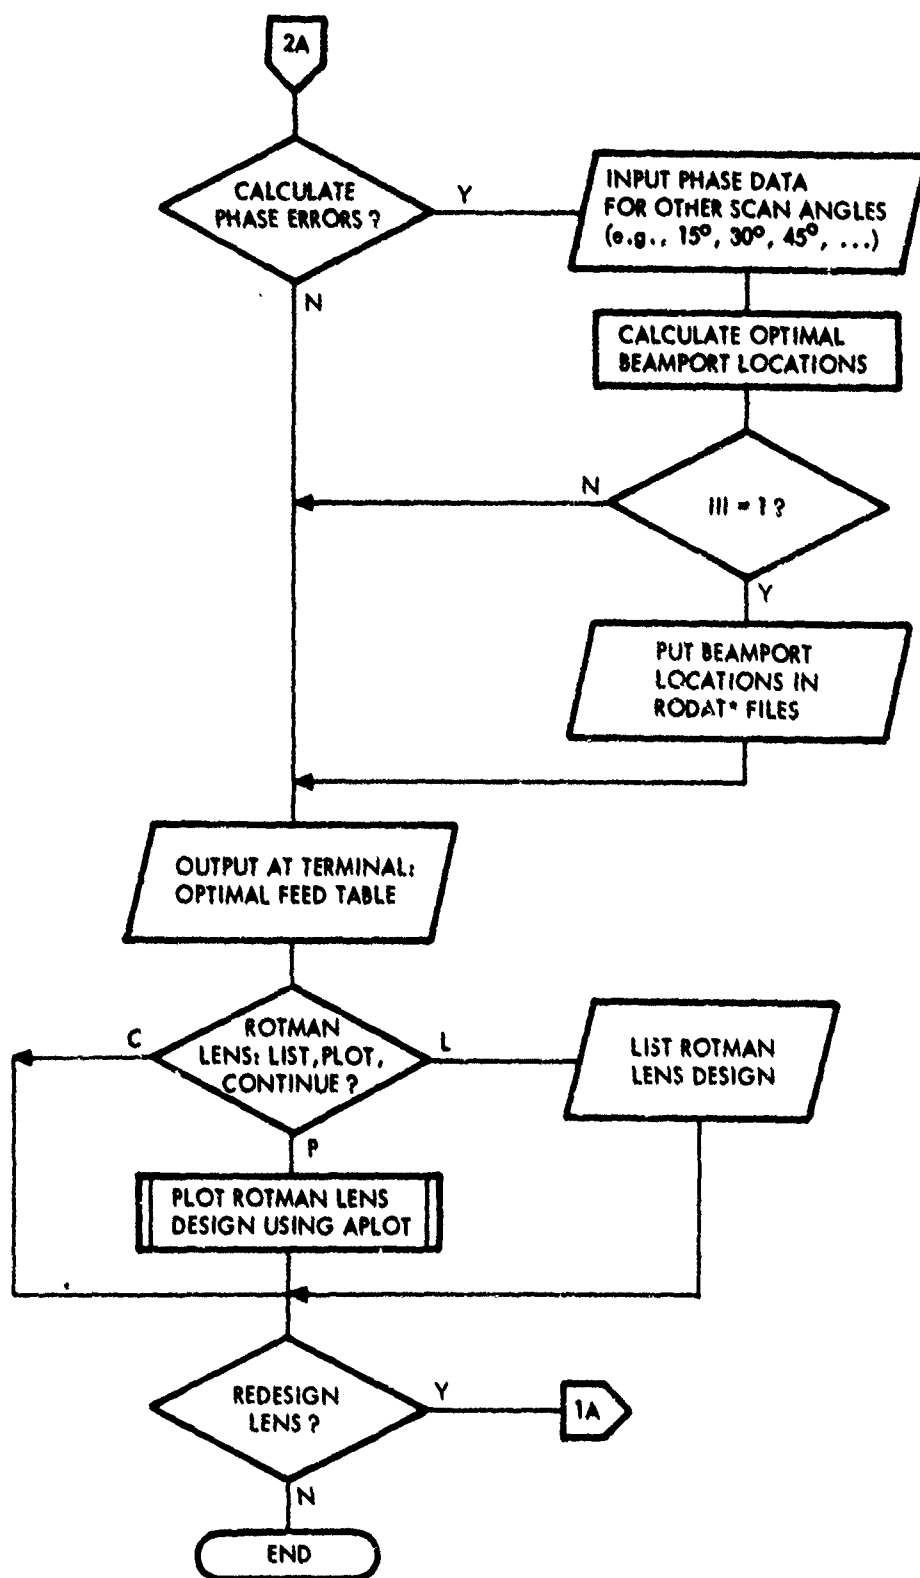 2A
CALCULATE
PHASE ERRORS ?
Y
INPUT PHASE DATA
FOR OTHER SCAN ANGLES
(e.g., 15°, 30°, 45°, ...)
N
CALCULATE OPTIMAL
BEAMPORT LOCATIONS
N
III = 1 ?
Y
PUT BEAMPORT
LOCATIONS IN
RODAT* FILES
OUTPUT AT TERMINAL:
OPTIMAL FEED TABLE
C
ROTMAN
LENS: LIST, PLOT,
CONTINUE ?
L
LIST ROTMAN
LENS DESIGN
P
PLOT ROTMAN LENS
DESIGN USING APLOT
REDESIGN
LENS ?
Y
1A
N
END